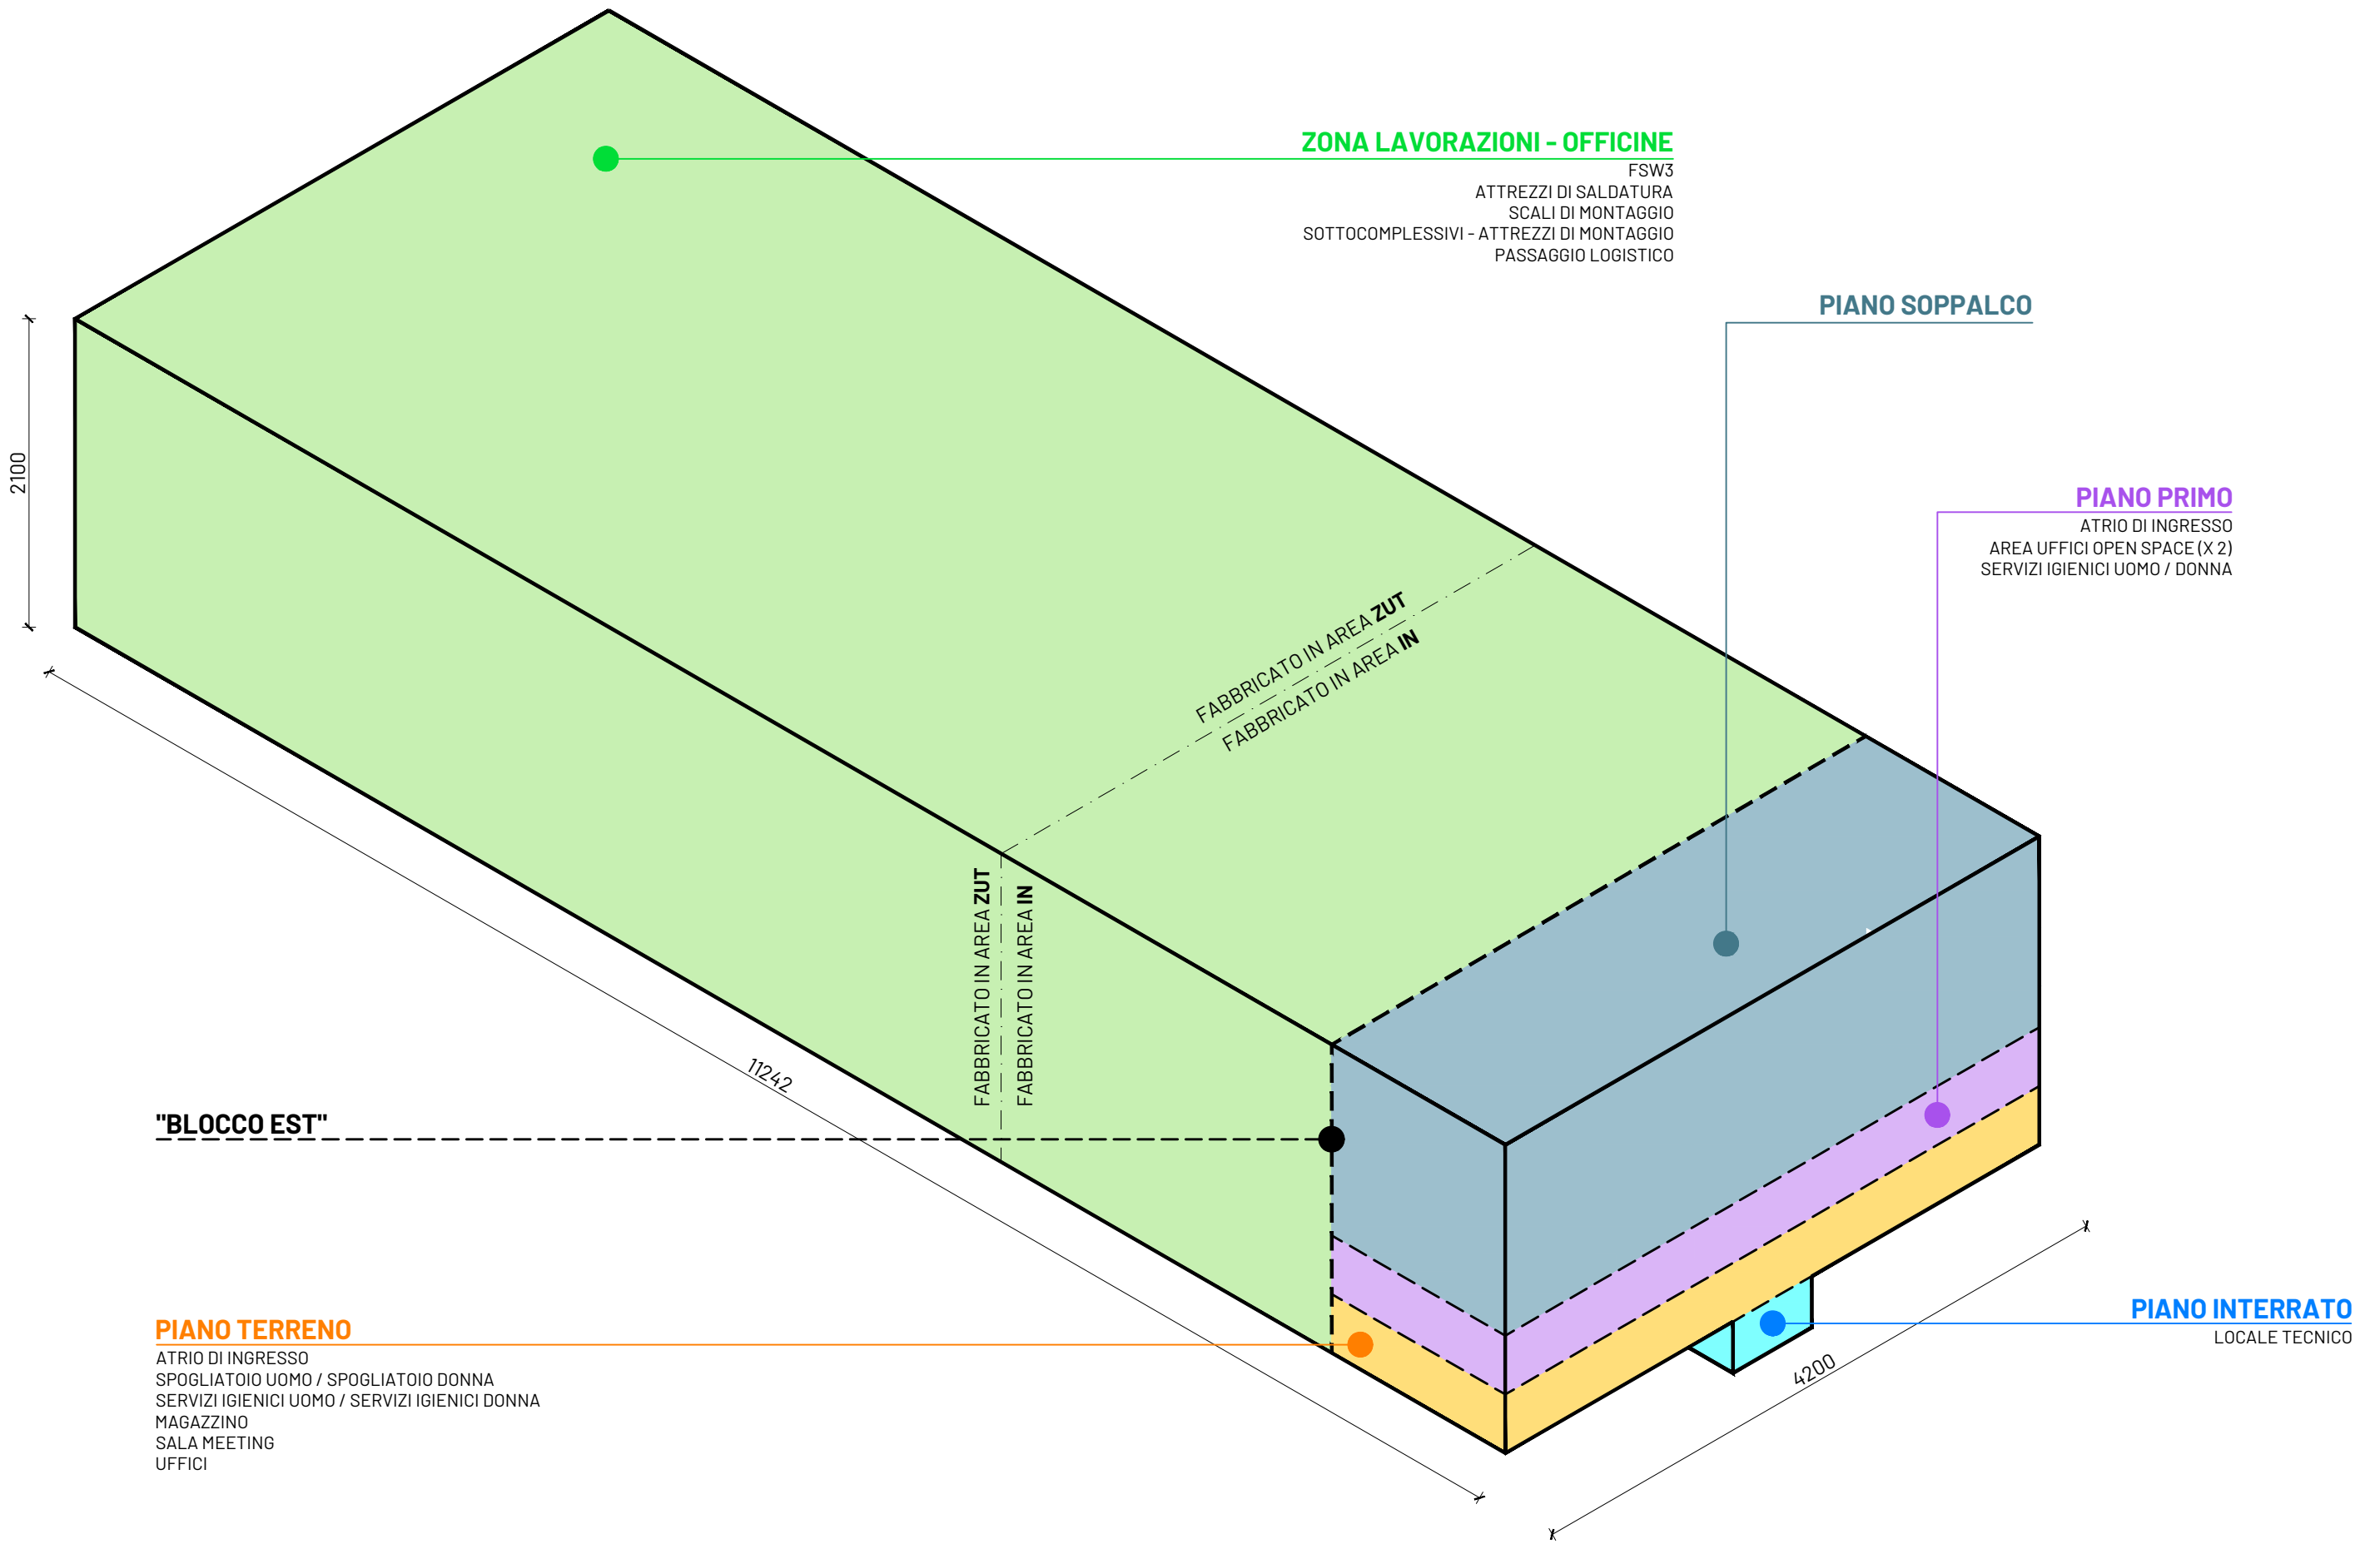 ZONA LAVORAZIONI - OFFICINE
FSW3
ATTREZZI DI SALDATURA
SCALI DI MONTAGGIO
SOTTOCOMPLESSIVI - ATTREZZI DI MONTAGGIO
PASSAGGIO LOGISTICO
PIANO SOPPALCO
2100
PIANO PRIMO
ATRIO DI INGRESSO
AREA UFFICI OPEN SPACE (X 2)
SERVIZI IGIENICI UOMO / DONNA
FABBRICATO IN AREA ZUT
FABBRICATO IN AREA IN
FABBRICATO IN AREA ZUT
FABBRICATO IN AREA IN
11242
"BLOCCO EST"
PIANO TERRENO
ATRIO DI INGRESSO
SPOGLIATOIO UOMO / SPOGLIATOIO DONNA
SERVIZI IGIENICI UOMO / SERVIZI IGIENICI DONNA
MAGAZZINO
SALA MEETING
UFFICI
PIANO INTERRATO
LOCALE TECNICO
4200